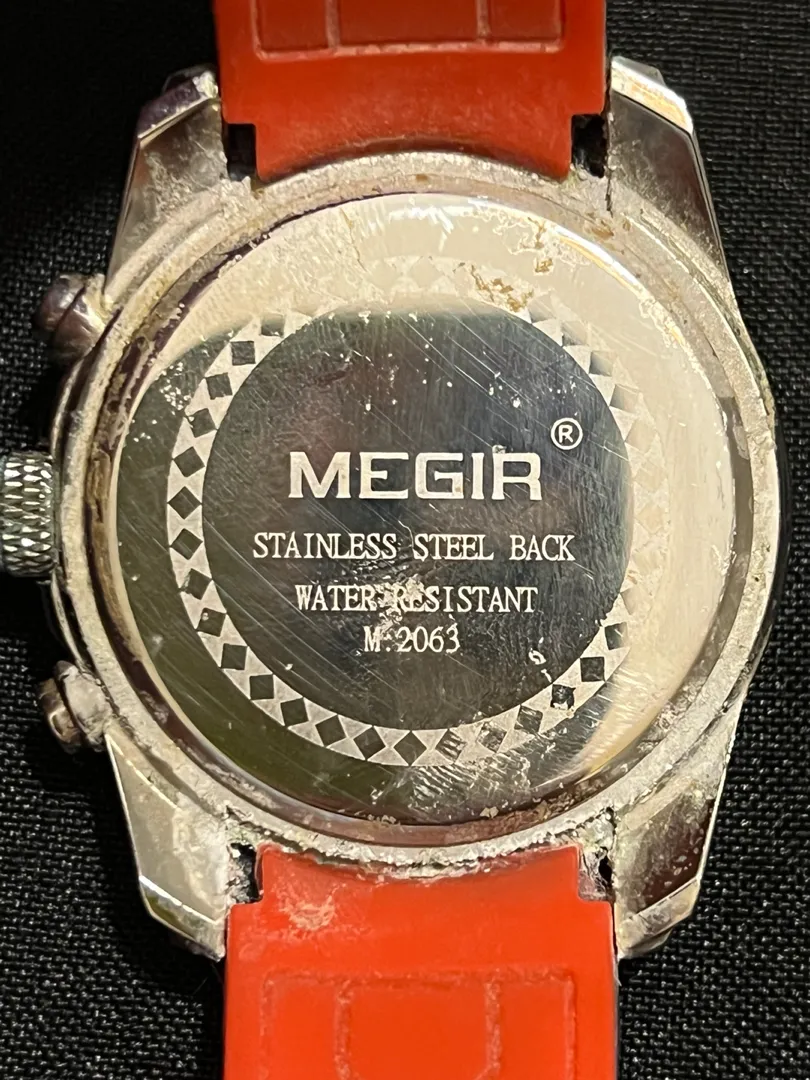 MEGIR®
STAINLESS STEEL BACK
WATER RESISTANT
M:2063